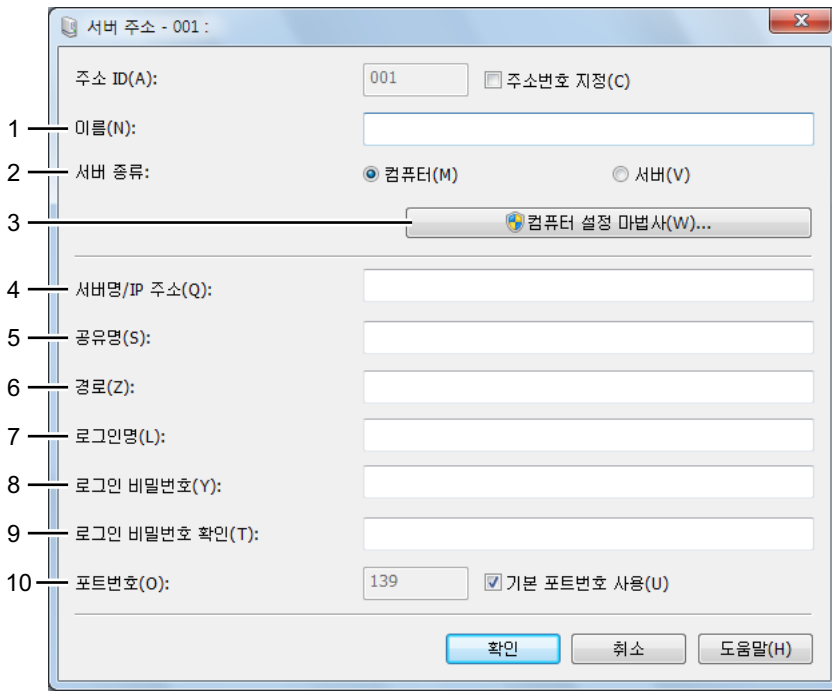 서버 주소 - 001 :
주소 ID(A): 001 주소번호 지정(C)
1 이름(N):
2 서버 종류: 컴퓨터(M) 서버(V)
3 컴퓨터 설정 마법사(W)...
4 서버명/IP 주소(Q):
5 공유명(S):
6 경로(Z):
7 로그인명(L):
8 로그인 비밀번호(Y):
9 로그인 비밀번호 확인(T):
10 포트번호(O): 139 기본 포트번호 사용(U)
확인 취소 도움말(H)